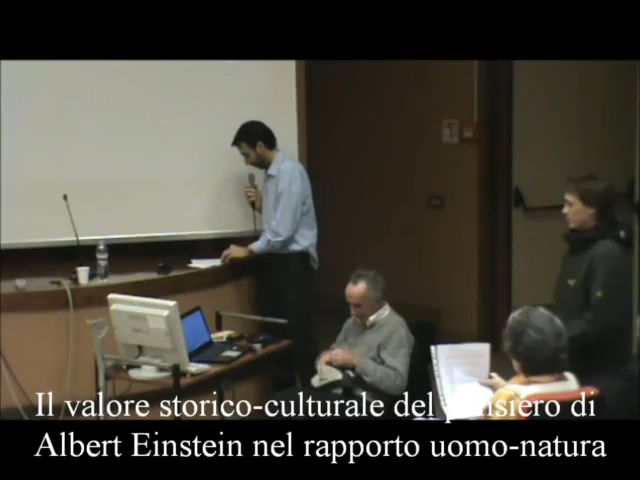 Il valore storico-culturale del pensiero di
Albert Einstein nel rapporto uomo-natura